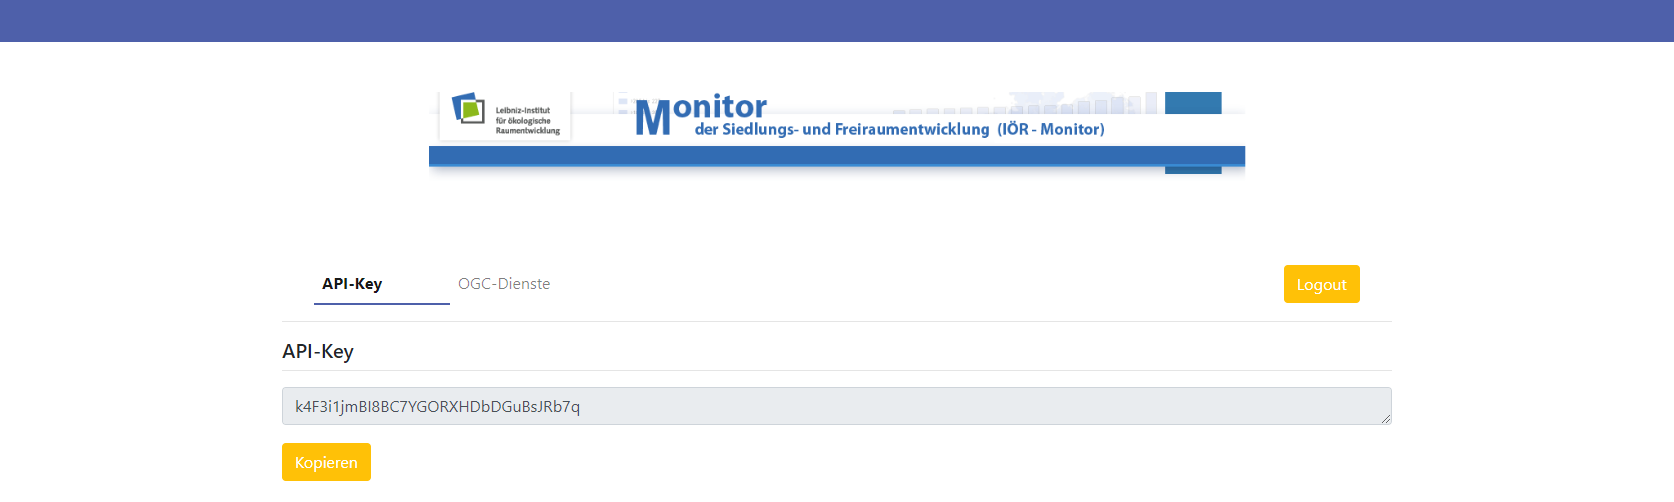 Leibniz-Institut
für ökologische
Raumentwicklung
Monitor
der Siedlungs- und Freiraumentwicklung (IÖR - Monitor)
API-Key
OGC-Dienste
Logout
API-Key
k4F3i1jmBI8BC7YGORXHDbDGuBsJRb7q
Kopieren